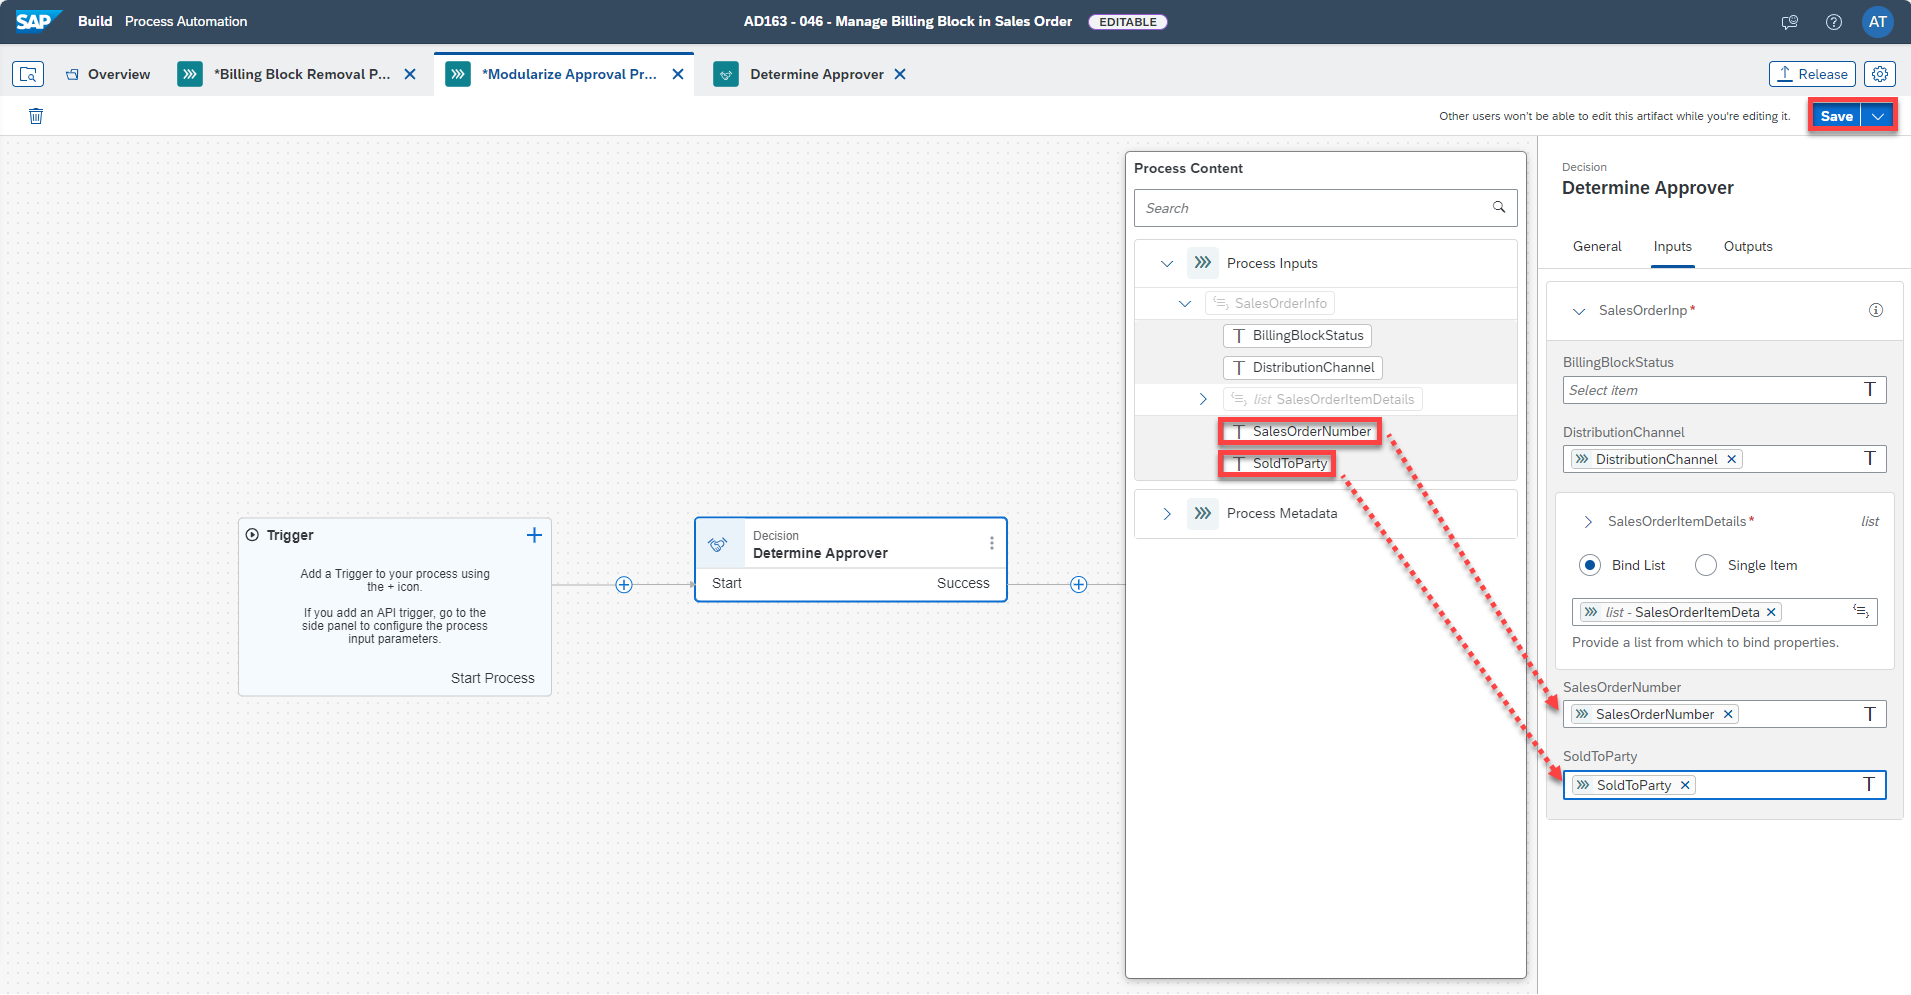 SAP Build Process Automation
AD163 - 046 - Manage Billing Block in Sales Order EDITABLE
AT
Overview
*Billing Block Removal P...
*Modularize Approval Pr...
Determine Approver
Release
Other users won't be able to edit this artifact while you're editing it.
Save
Trigger
Add a Trigger to your process using
the + icon.
If you add an API trigger, go to the
side panel to configure the process
input parameters.
Start Process
Decision
Determine Approver
Start Success
Process Content
Search
Process Inputs
SalesOrderInfo
BillingBlockStatus
DistributionChannel
list SalesOrderItemDetails
SalesOrderNumber
SoldToParty
Process Metadata
Decision
Determine Approver
General Inputs Outputs
SalesOrderInp *
BillingBlockStatus
Select item
DistributionChannel
DistributionChannel
SalesOrderItemDetails * list
Bind List Single Item
list - SalesOrderItemDeta
Provide a list from which to bind properties.
SalesOrderNumber
SalesOrderNumber
SoldToParty
SoldToParty